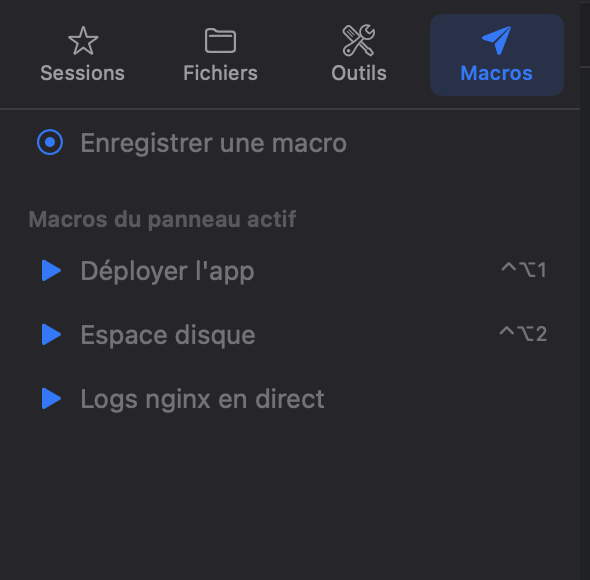 Sessions
Fichiers
Outils
Macros
Enregistrer une macro
Macros du panneau actif
Déployer l'app ⌃⌥1
Espace disque ⌃⌥2
Logs nginx en direct